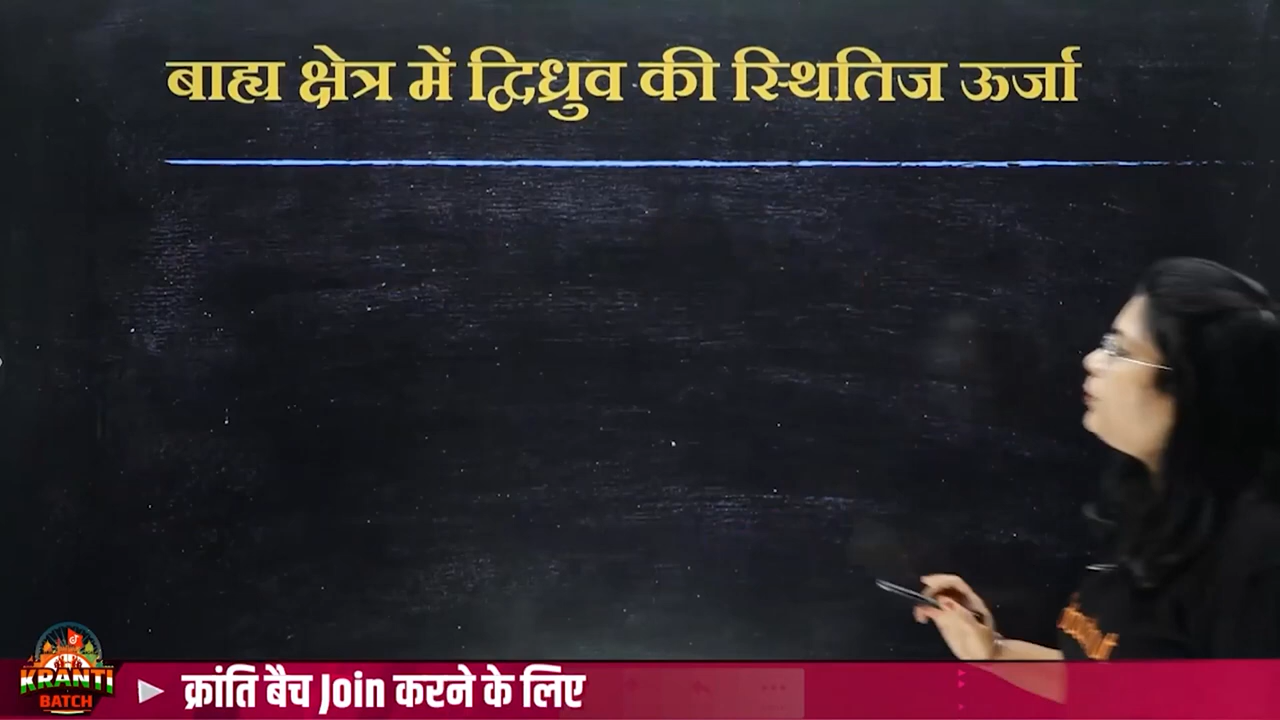 बाह्य क्षेत्र में द्विध्रुव की स्थितिज ऊर्जा
KRANTI
BATCH
क्रांति बैच Join करने के लिए